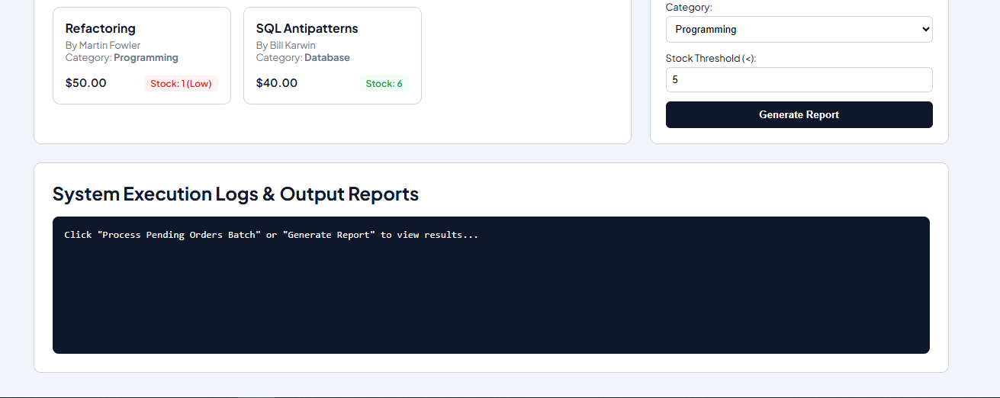 Refactoring
By Martin Fowler
Category: Programming
$50.00
Stock: 1 (Low)
SQL Antipatterns
By Bill Karwin
Category: Database
$40.00
Stock: 6
Category:
Programming
Stock Threshold (<):
5
Generate Report
System Execution Logs & Output Reports
Click "Process Pending Orders Batch" or "Generate Report" to view results...